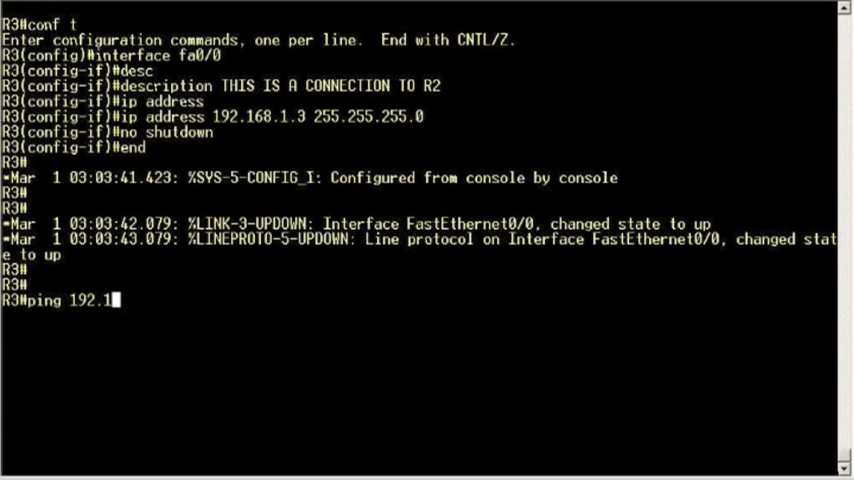 R3#conf t
Enter configuration commands, one per line.  End with CNTL/Z.
R3(config)#interface fa0/0
R3(config-if)#desc
R3(config-if)#description THIS IS A CONNECTION TO R2
R3(config-if)#ip address
R3(config-if)#ip address 192.168.1.3 255.255.255.0
R3(config-if)#no shutdown
R3(config-if)#end
R3#
*Mar  1 03:03:41.423: %SYS-5-CONFIG_I: Configured from console by console
R3#
R3#
*Mar  1 03:03:42.079: %LINK-3-UPDOWN: Interface FastEthernet0/0, changed state to up
*Mar  1 03:03:43.079: %LINEPROTO-5-UPDOWN: Line protocol on Interface FastEthernet0/0, changed stat
e to up
R3#
R3#
R3#ping 192.1